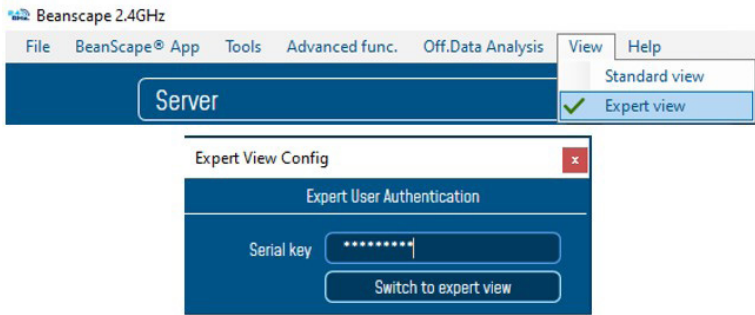 Beanscape 2.4GHz
File BeanScape® App Tools Advanced func. Off.Data Analysis View Help
Standard view
Server
Expert view
Expert View Config x
Expert User Authentication
Serial key *********
Switch to expert view